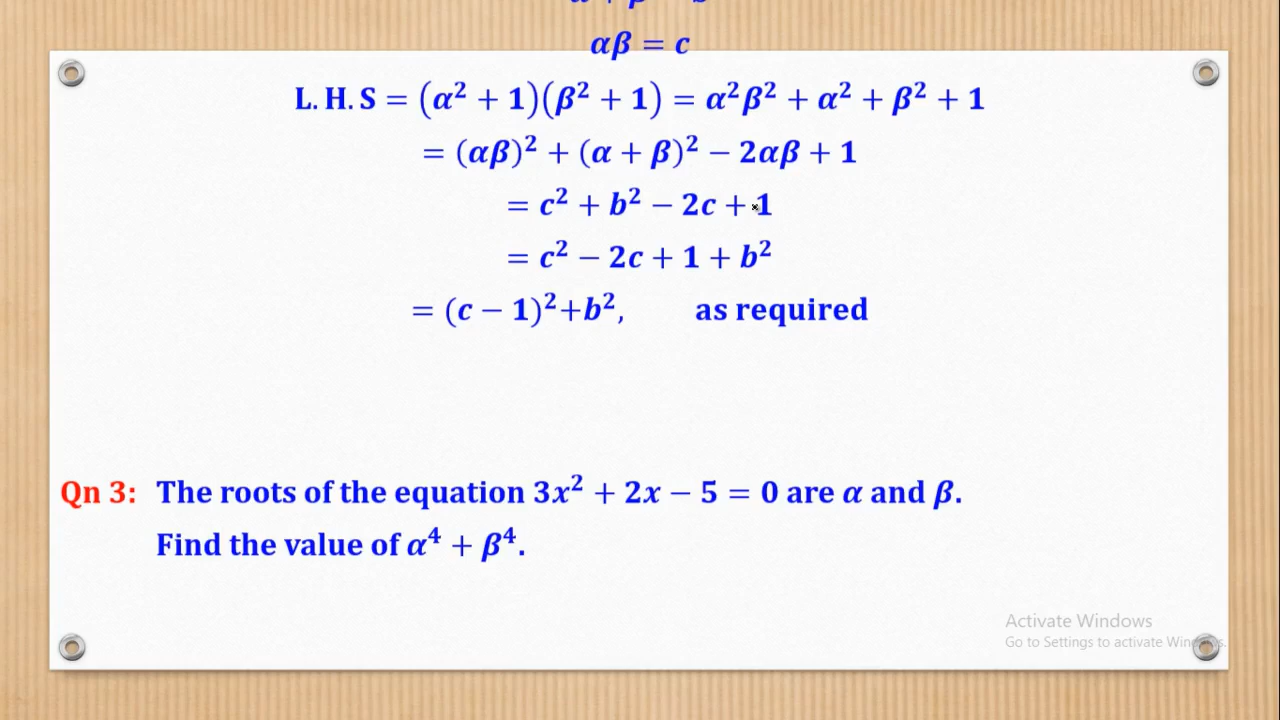 αβ = c
L. H. S = (α² + 1)(β² + 1) = α²β² + α² + β² + 1
= (αβ)² + (α + β)² − 2αβ + 1
= c² + b² − 2c + 1
= c² − 2c + 1 + b²
= (c − 1)²+b², as required
Qn 3: The roots of the equation 3x² + 2x − 5 = 0 are α and β.
Find the value of α⁴ + β⁴.
Activate Windows
Go to Settings to activate Windows.